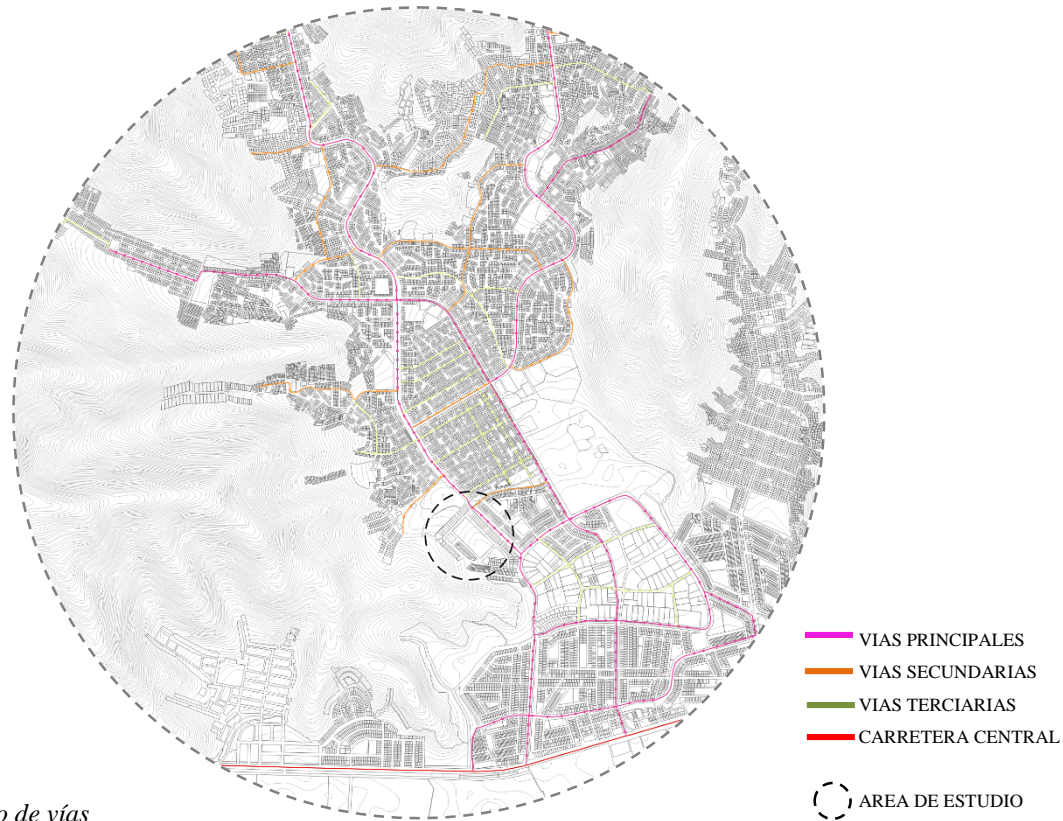 VIAS PRINCIPALES
VIAS SECUNDARIAS
VIAS TERCIARIAS
CARRETERA CENTRAL
AREA DE ESTUDIO
o de vías